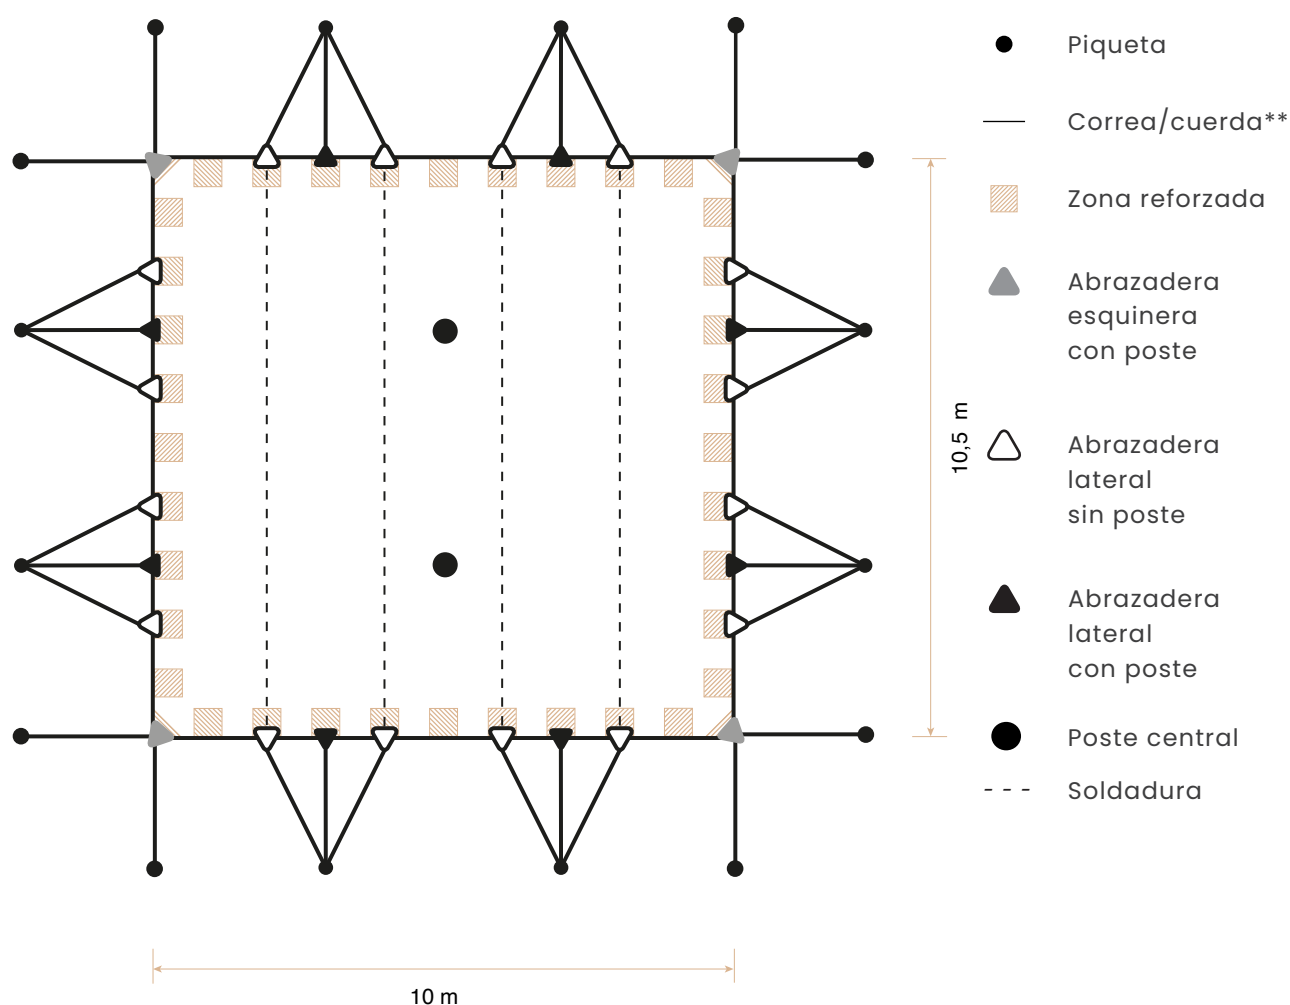 Piqueta
Correa/cuerda**
Zona reforzada
Abrazadera
esquinera
con poste
10,5 m
Abrazadera
lateral
sin poste
Abrazadera
lateral
con poste
Poste central
Soldadura
10 m